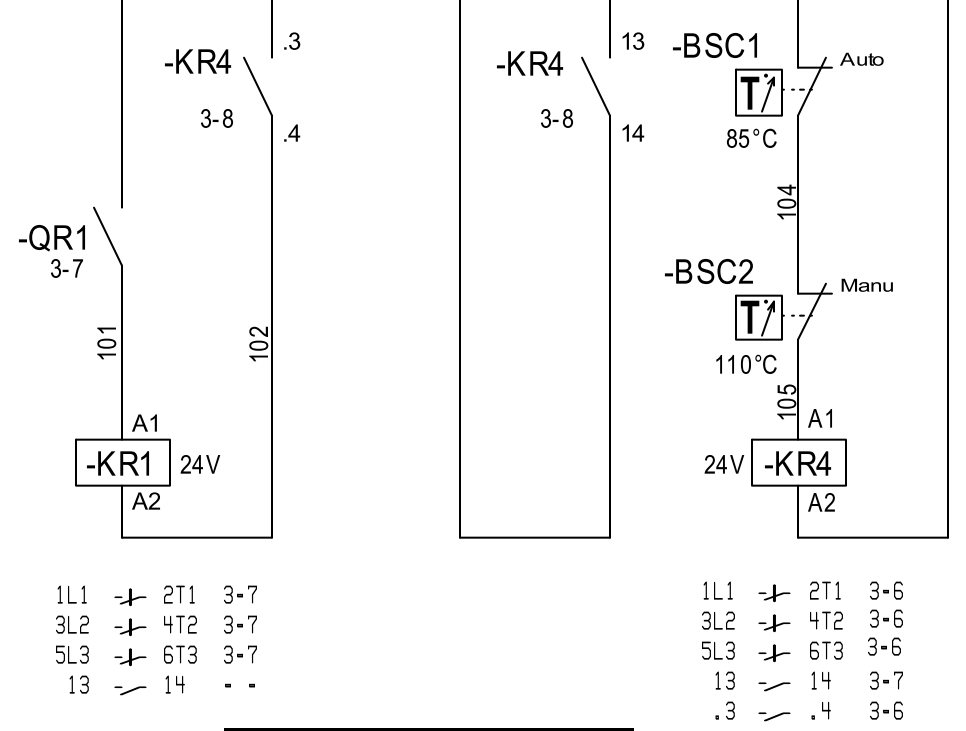 .3
-KR4
3-8
.4
-QR1
3-7
101
102
A1
-KR1 24V
A2
13
-KR4
3-8
14
-BSC1
Auto
T
85°C
104
-BSC2
Manu
T
110°C
105
A1
24V -KR4
A2
1L1 2T1 3-7
3L2 4T2 3-7
5L3 6T3 3-7
13 14 - -
1L1 2T1 3-6
3L2 4T2 3-6
5L3 6T3 3-6
13 14 3-7
.3 .4 3-6